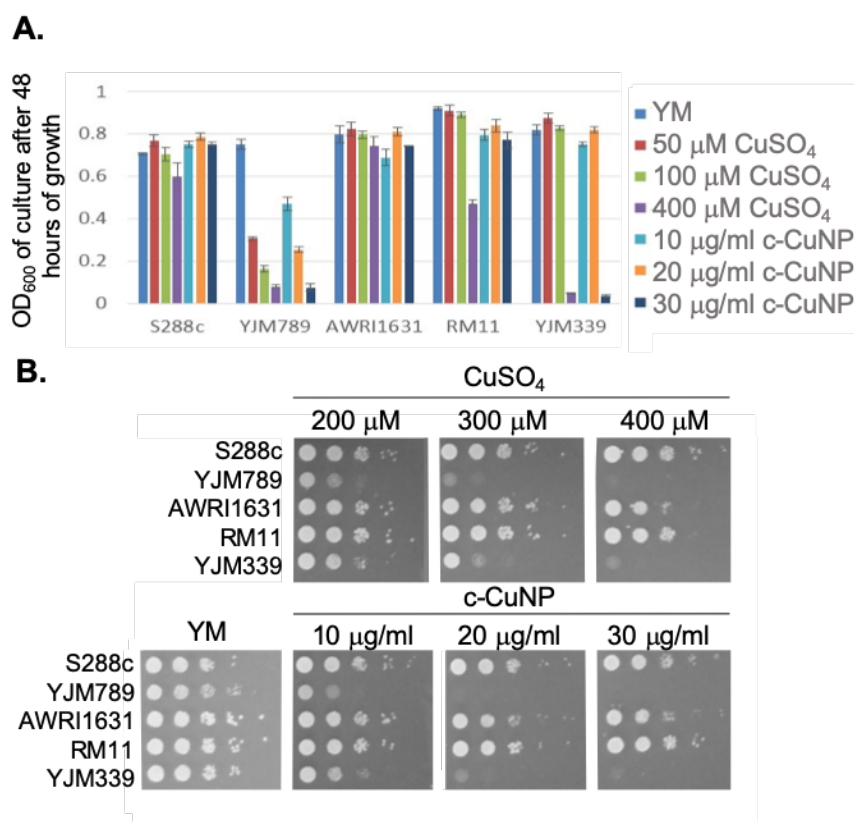 A.
OD600 of culture after 48
hours of growth
1
0.8
0.6
0.4
0.2
0
S288c YJM789 AWRI1631 RM11 YJM339
YM
50 μM CuSO4
100 μM CuSO4
400 μM CuSO4
10 μg/ml c-CuNP
20 μg/ml c-CuNP
30 μg/ml c-CuNP
B.
CuSO4
200 μM 300 μM 400 μM
S288c
YJM789
AWRI1631
RM11
YJM339
c-CuNP
YM 10 μg/ml 20 μg/ml 30 μg/ml
S288c
YJM789
AWRI1631
RM11
YJM339